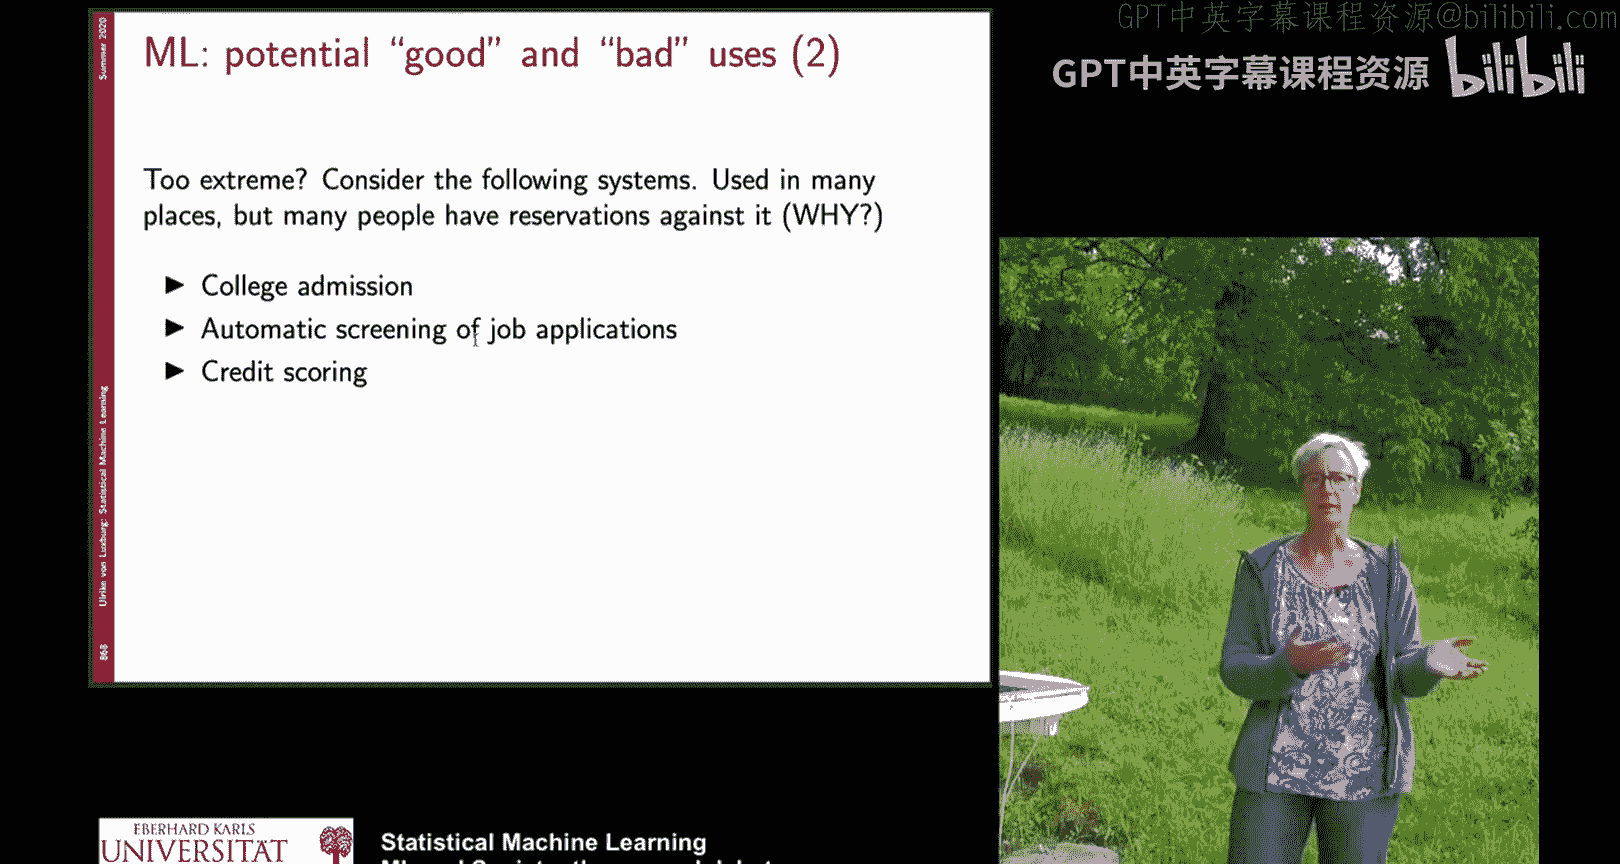 Summer 2020
ML: potential “good” and “bad” uses (2)
Too extreme? Consider the following systems. Used in many
places, but many people have reservations against it (WHY?)
► College admission
► Automatic screening of job applications
► Credit scoring
Ulrike von Luxburg: Statistical Machine Learning
868
GPT中英字幕课程资源@bilibili.com
GPT中英字幕课程资源 bilibili
EBERHARD KARLS
UNIVERSITÄT
Statistical Machine Learning